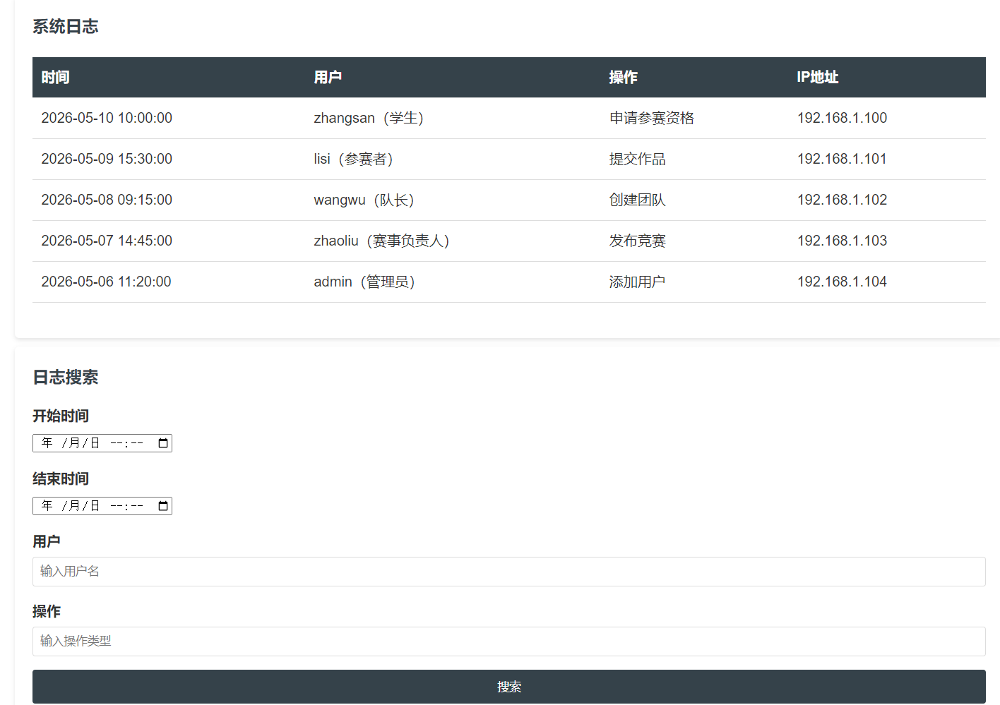 系统日志
时间 用户 操作 IP地址
2026-05-10 10:00:00 zhangsan（学生） 申请参赛资格 192.168.1.100
2026-05-09 15:30:00 lisi（参赛者） 提交作品 192.168.1.101
2026-05-08 09:15:00 wangwu（队长） 创建团队 192.168.1.102
2026-05-07 14:45:00 zhaoliu（赛事负责人） 发布竞赛 192.168.1.103
2026-05-06 11:20:00 admin（管理员） 添加用户 192.168.1.104
日志搜索
开始时间
年 /月/日 --:--
结束时间
年 /月/日 --:--
用户
输入用户名
操作
输入操作类型
搜索